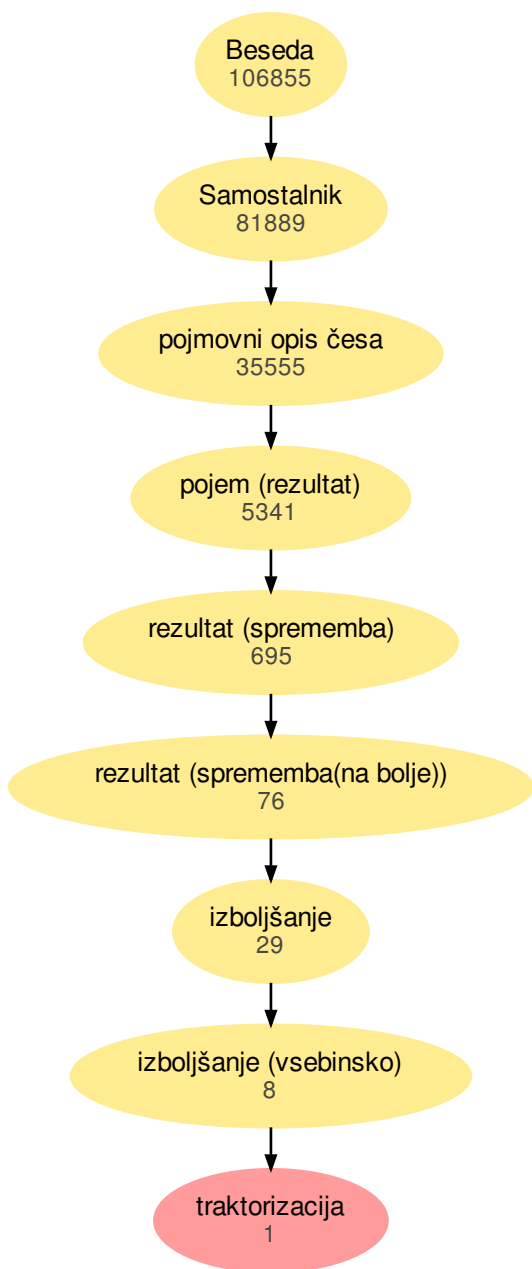 Beseda
106855
Samostalnik
81889
pojmovni opis česa
35555
pojem (rezultat)
5341
rezultat (sprememba)
695
rezultat (sprememba(na bolje))
76
izboljšanje
29
izboljšanje (vsebinsko)
8
traktorizacija
1